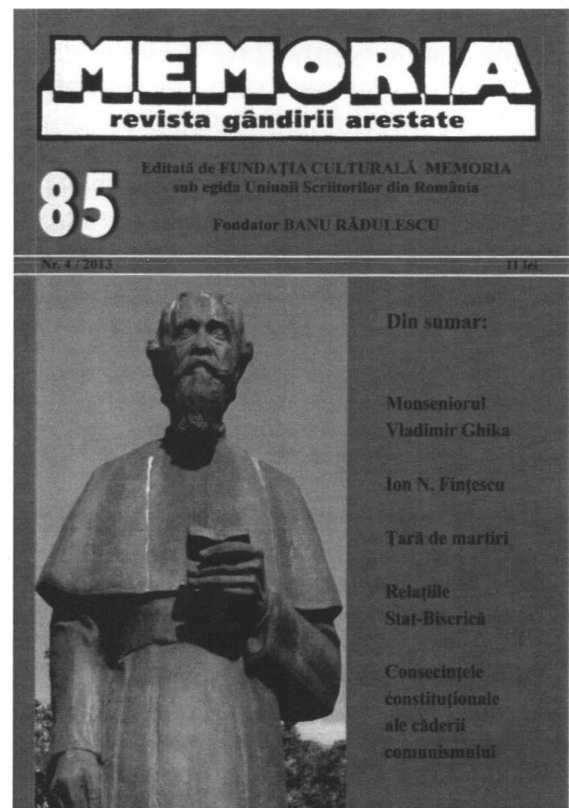 MEMORIA
revista gândirii arestate
Editată de FUNDAȚIA CULTURALĂ MEMORIA
sub egida Uniunii Scriitorilor din România
85
Fondator BANU RĂDULESCU
Nr. 4 / 2013
11 lei
Din sumar:
Monseniorul
Vladimir Ghika
Ion N. Fințescu
Țară de martiri
Relațiile
Stat-Biserică
Consecințele
constituționale
ale căderii
comunismului